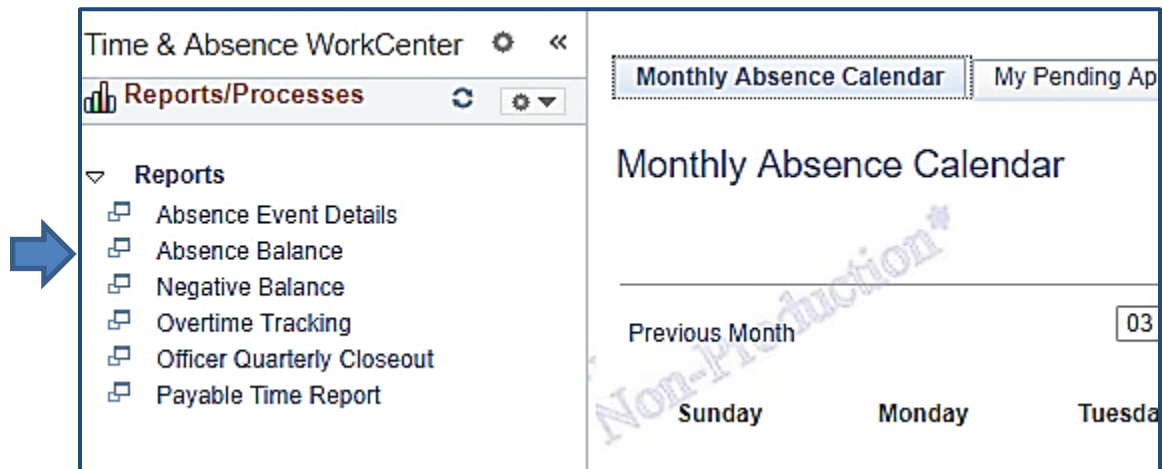 Time & Absence WorkCenter
Reports/Processes
Reports
Absence Event Details
Absence Balance
Negative Balance
Overtime Tracking
Officer Quarterly Closeout
Payable Time Report
Monthly Absence Calendar
My Pending Ap
Monthly Absence Calendar
*Non-Production*
Previous Month
03
Sunday Monday Tuesda